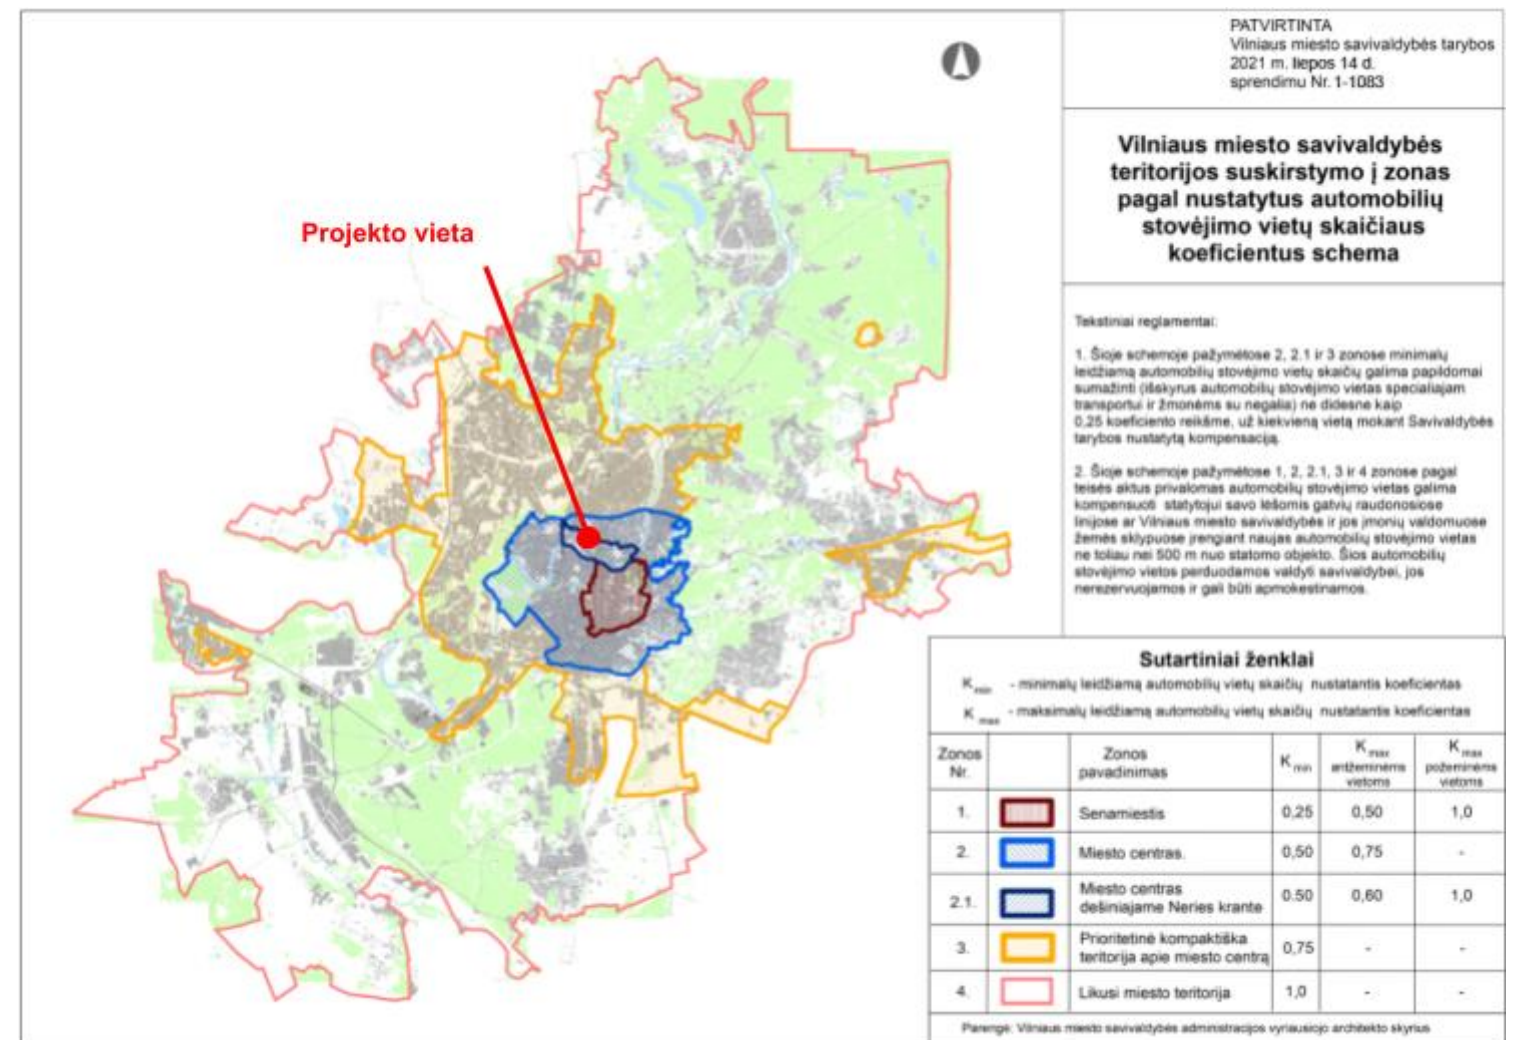 PATVIRTINTA
Vilniaus miesto savivaldybės tarybos
2021 m. liepos 14 d.
sprendimu Nr. 1-1083
Vilniaus miesto savivaldybės
teritorijos suskirstymo į zonas
pagal nustatytus automobilių
stovėjimo vietų skaičiaus
koeficientus schema
Projekto vieta
Tekstiniai reglamentai:
1. Šioje schemoje pažymėtose 2, 2.1 ir 3 zonose minimalų
leidžiamą automobilių stovėjimo vietų skaičių galima papildomai
sumažinti (išskyrus automobilių stovėjimo vietas specialiajam
transportui ir žmonėms su negalia) ne didesne kaip
0,25 koeficiento reikšme, už kiekvieną vietą mokant Savivaldybės
tarybos nustatytą kompensaciją.
2. Šioje schemoje pažymėtose 1, 2, 2.1, 3 ir 4 zonose pagal
teisės aktus privalomas automobilių stovėjimo vietas galima
kompensuoti statytojui savo lėšomis gatvių raudonosiose
linijose ar Vilniaus miesto savivaldybės ir jos įmonių valdomuose
žemės sklypuose įrengiant naujas automobilių stovėjimo vietas
ne toliau nei 500 m nuo statomo objekto. Šios automobilių
stovėjimo vietos perduodamos valdyti savivaldybei, jos
nerezervuojamos ir gali būti apmokestinamos.
Sutartiniai ženklai
K min - minimalų leidžiamą automobilių vietų skaičių nustatantis koeficientas
K max - maksimalų leidžiamą automobilių vietų skaičių nustatantis koeficientas
Zonos Nr. Zonos pavadinimas K min K max antžeminėms vietoms K max požeminėms vietoms
1. Senamiestis 0,25 0,50 1,0
2. Miesto centras. 0,50 0,75 -
2.1. Miesto centras dešiniajame Neries krante 0.50 0,60 1,0
3. Prioritetinė kompaktiška teritorija apie miesto centrą 0,75 - -
4. Likusi miesto teritorija 1,0 - -
Parengė: Vilniaus miesto savivaldybės administracijos vyriausiojo architekto skyrius